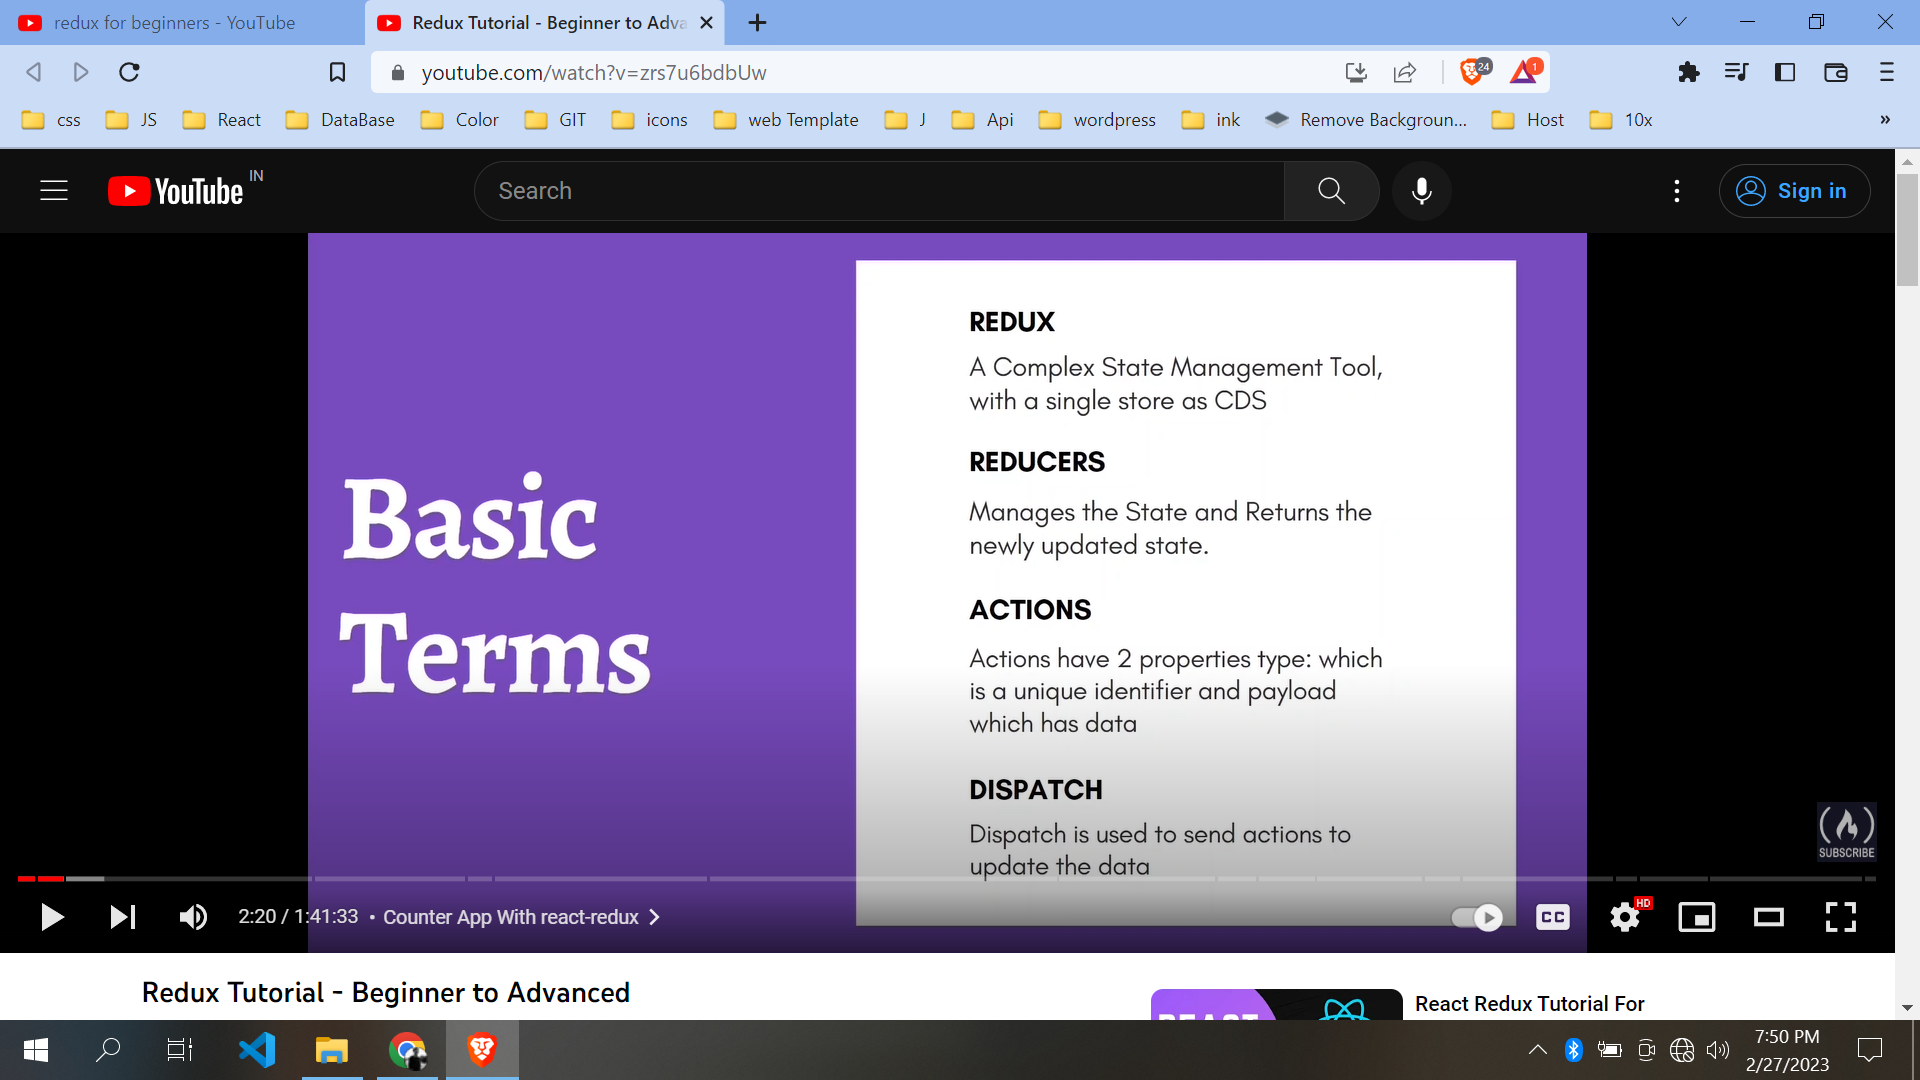 redux for beginners - YouTube
Redux Tutorial - Beginner to Adva
youtube.com/watch?v=zrs7u6bdbUw
24
1
css
JS
React
DataBase
Color
GIT
icons
web Template
J
Api
wordpress
ink
Remove Backgroun...
Host
10x
»
YouTube IN
Search
Sign in
Basic
Terms
REDUX
A Complex State Management Tool,
with a single store as CDS
REDUCERS
Manages the State and Returns the
newly updated state.
ACTIONS
Actions have 2 properties type: which
is a unique identifier and payload
which has data
DISPATCH
Dispatch is used to send actions to
update the data
SUBSCRIBE
2:20 / 1:41:33 • Counter App With react-redux
CC
HD
Redux Tutorial - Beginner to Advanced
REACT
React Redux Tutorial For
7:50 PM
2/27/2023